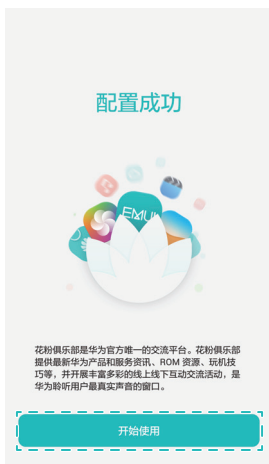 配置成功
EMUI
花粉俱乐部是华为官方唯一的交流平台。花粉俱乐部
提供最新华为产品和服务资讯、ROM 资源、玩机技
巧等，并开展丰富多彩的线上线下互动交流活动，是
华为聆听用户最真实声音的窗口。
开始使用